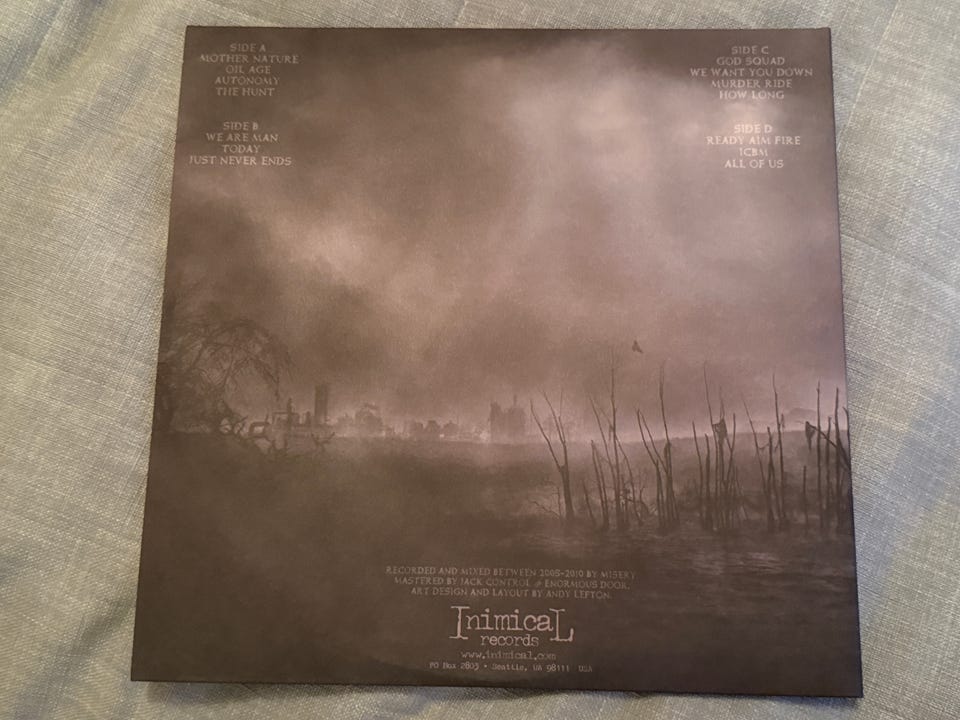 SIDE A
MOTHER NATURE
OIL AGE
AUTONOMY
THE HUNT
SIDE B
WE ARE MAN
TODAY
JUST NEVER ENDS
SIDE C
GOD SQUAD
WE WANT YOU DOWN
MURDER RIDE
HOW LONG
SIDE D
READY AIM FIRE
ICBM
ALL OF US
RECORDED AND MIXED BETWEEN 2008-2010 BY MISERY
MASTERED BY JACK CONTROL @ ENORMOUS DOOR.
ART DESIGN AND LAYOUT BY ANDY LEFTON.
InimicaL
records
www.inimical.com
PO Box 2803 • Seattle, WA 98111 USA